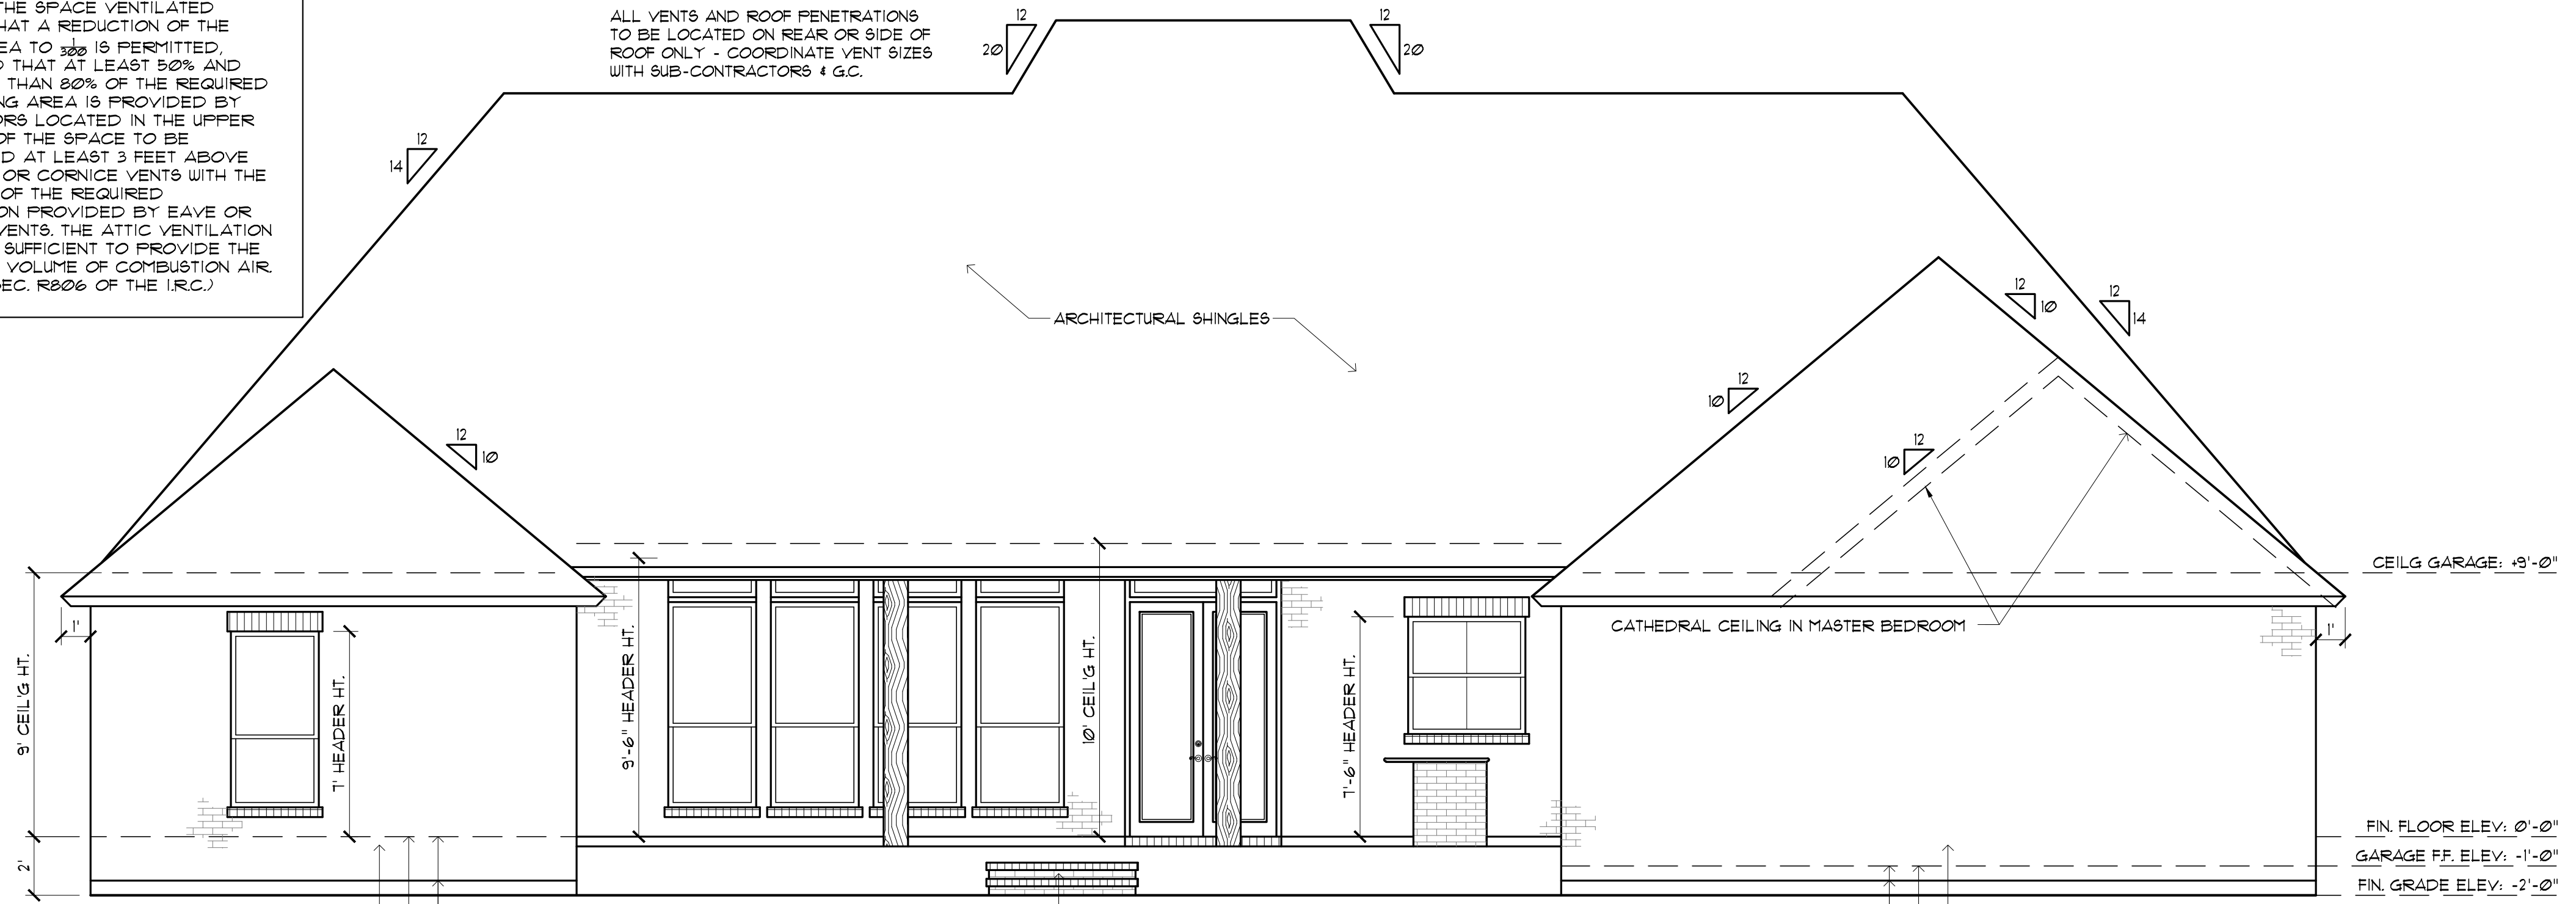 THE SPACE VENTILATED
HAT A REDUCTION OF THE
EA TO 1/300 IS PERMITTED,
THAT AT LEAST 50% AND
THAN 80% OF THE REQUIRED
NG AREA IS PROVIDED BY
ORS LOCATED IN THE UPPER
OF THE SPACE TO BE
D AT LEAST 3 FEET ABOVE
OR CORNICE VENTS WITH THE
OF THE REQUIRED
ON PROVIDED BY EAVE OR
VENTS. THE ATTIC VENTILATION
SUFFICIENT TO PROVIDE THE
VOLUME OF COMBUSTION AIR.
SEC. R806 OF THE I.R.C.)
ALL VENTS AND ROOF PENETRATIONS
TO BE LOCATED ON REAR OR SIDE OF
ROOF ONLY - COORDINATE VENT SIZES
WITH SUB-CONTRACTORS & G.C.
12
20
12
20
12
14
12
10
12
14
ARCHITECTURAL SHINGLES
12
10
12
10
12
10
CEILG GARAGE: +9'-0"
CATHEDRAL CEILING IN MASTER BEDROOM
1'
1'
9' CEIL'G HT.
7' HEADER HT.
9'-6" HEADER HT.
10' CEIL'G HT.
7'-6" HEADER HT.
2'
FIN. FLOOR ELEV: 0'-0"
GARAGE F.F. ELEV: -1'-0"
FIN. GRADE ELEV: -2'-0"